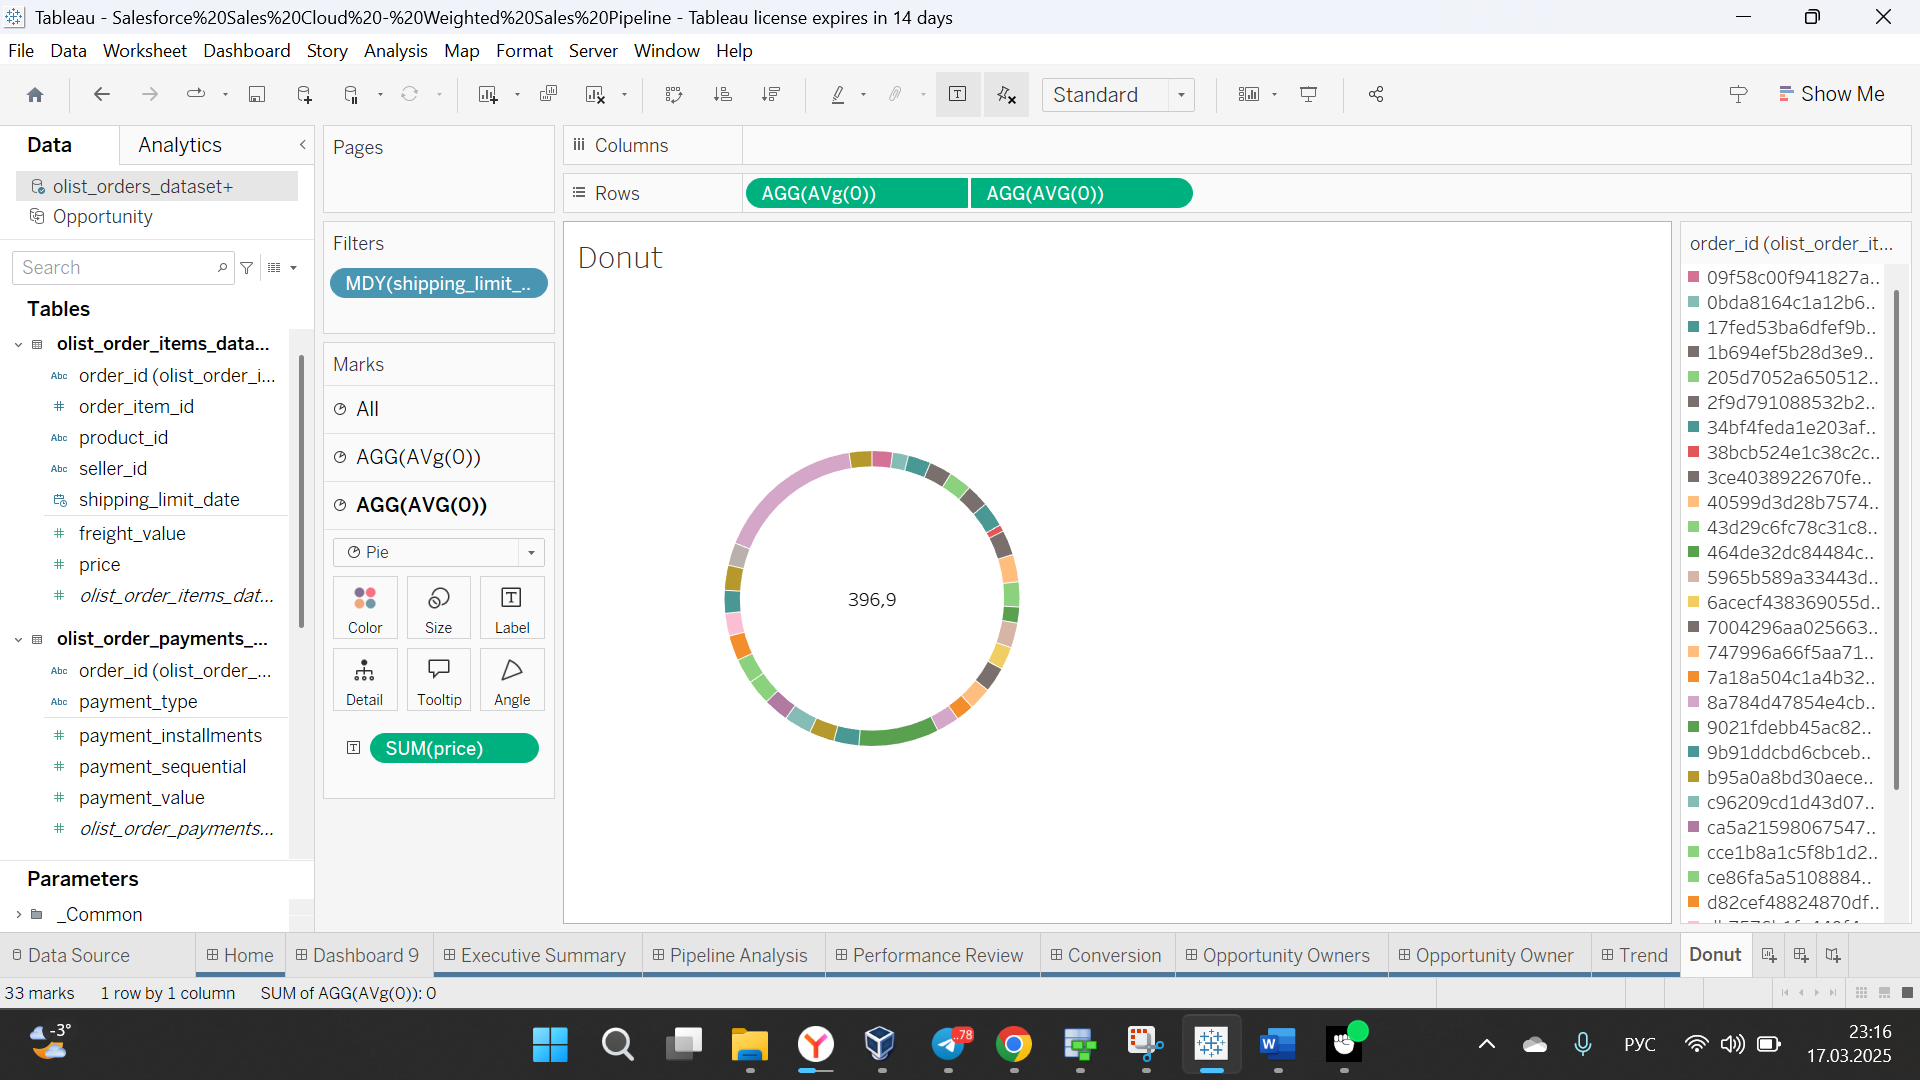 Tableau - Salesforce%20Sales%20Cloud%20-%20Weighted%20Sales%20Pipeline - Tableau license expires in 14 days
File Data Worksheet Dashboard Story Analysis Map Format Server Window Help
Standard
Show Me
Data
Analytics
olist_orders_dataset+
Opportunity
Search
Tables
olist_order_items_data...
Abc order_id (olist_order_i...
# order_item_id
Abc product_id
Abc seller_id
shipping_limit_date
# freight_value
# price
# olist_order_items_dat...
olist_order_payments_...
Abc order_id (olist_order_...
Abc payment_type
# payment_installments
# payment_sequential
# payment_value
# olist_order_payments...
Parameters
_Common
Pages
Filters
MDY(shipping_limit_..
Marks
All
AGG(AVg(0))
AGG(AVG(0))
Pie
Color Size Label
Detail Tooltip Angle
SUM(price)
Columns
Rows AGG(AVg(0)) AGG(AVG(0))
Donut
396,9
order_id (olist_order_it...
09f58c00f941827a..
0bda8164c1a12b6..
17fed53ba6dfef9b..
1b694ef5b28d3e9..
205d7052a650512..
2f9d791088532b2..
34bf4feda1e203af..
38bcb524e1c38c2c..
3ce4038922670fe..
40599d3d28b7574..
43d29c6fc78c31c8..
464de32dc84484c..
5965b589a33443d..
6acecf438369055d..
7004296aa025663..
747996a66f5aa71..
7a18a504c1a4b32..
8a784d47854e4cb..
9021fdebb45ac82..
9b91ddcbd6cbceb..
b95a0a8bd30aece..
c96209cd1d43d07..
ca5a21598067547..
cce1b8a1c5f8b1d2..
ce86fa5a5108884..
d82cef48824870df..
Data Source Home Dashboard 9 Executive Summary Pipeline Analysis Performance Review Conversion Opportunity Owners Opportunity Owner Trend Donut
33 marks 1 row by 1 column SUM of AGG(AVg(0)): 0
-3°
..78
РУС
23:16
17.03.2025